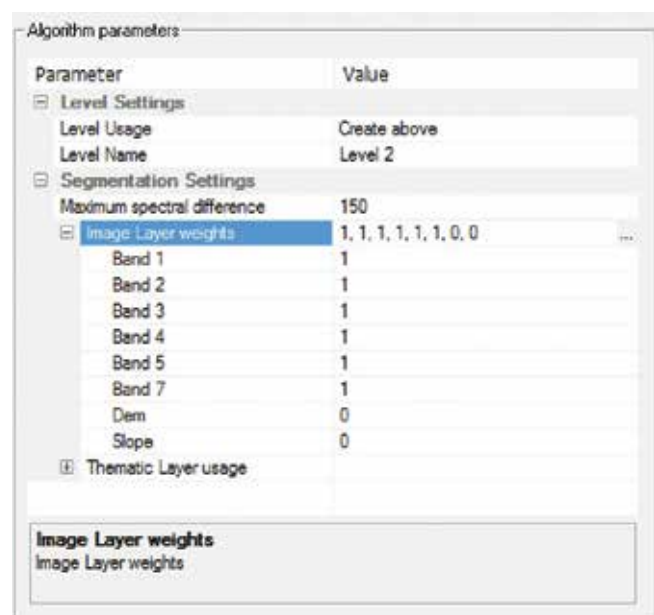 Algorithm parameters
Parameter Value
Level Settings
Level Usage Create above
Level Name Level 2
Segmentation Settings
Maximum spectral difference 150
Image Layer weights 1, 1, 1, 1, 1, 1, 0, 0 ...
Band 1 1
Band 2 1
Band 3 1
Band 4 1
Band 5 1
Band 7 1
Dem 0
Slope 0
Thematic Layer usage
Image Layer weights
Image Layer weights